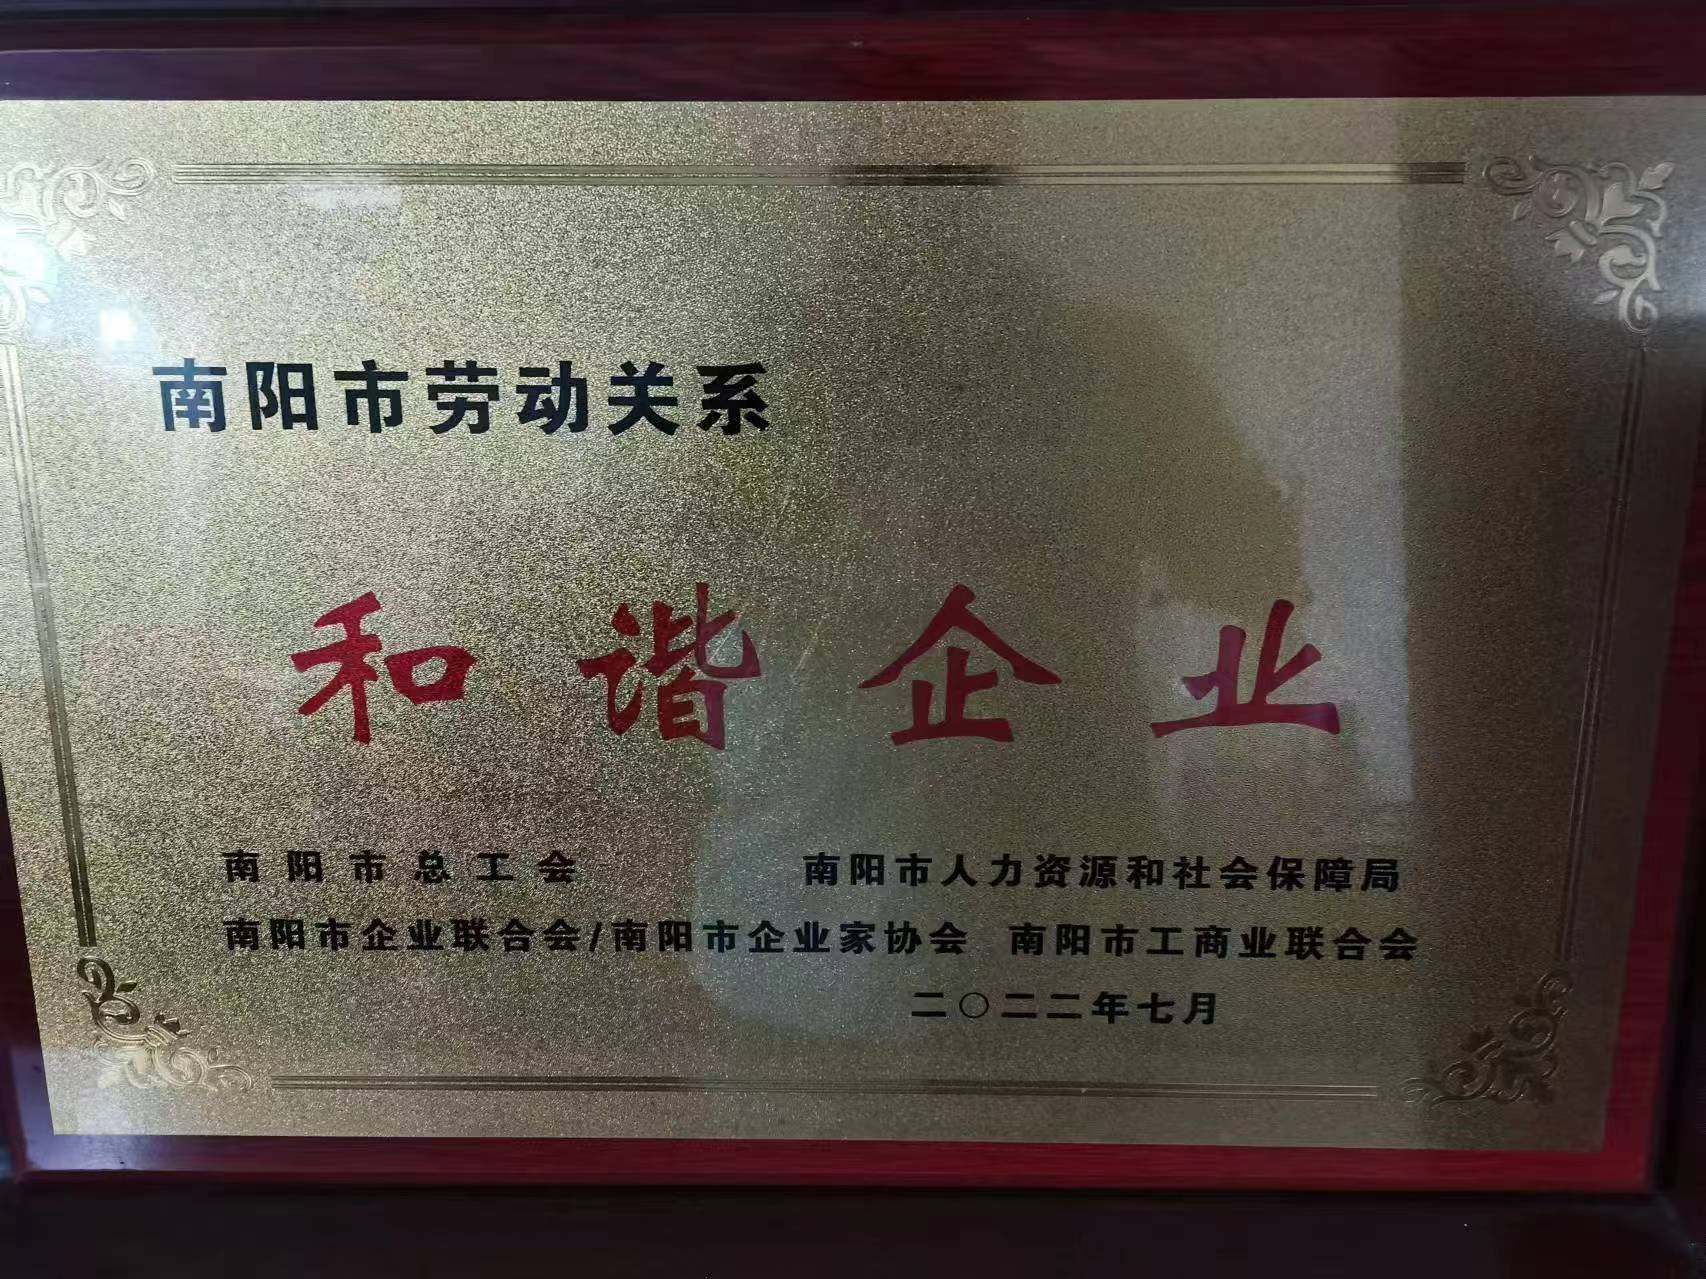 南阳市劳动关系
和谐企业
南阳市总工会 南阳市人力资源和社会保障局
南阳市企业联合会/南阳市企业家协会 南阳市工商业联合会
二〇二二年七月